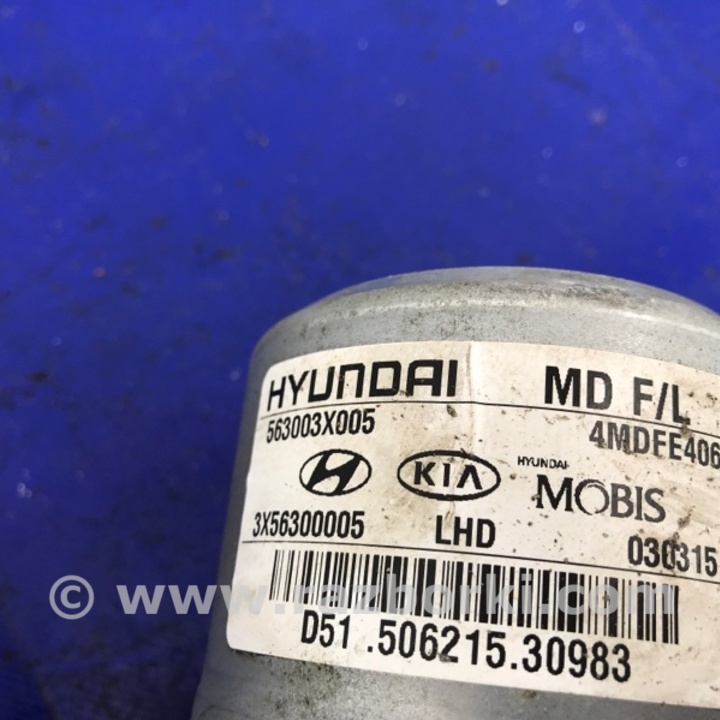 HYUNDAI MD F/L
563003X005 4MDFE406
KIA HYUNDAI MOBIS
3X56300005 LHD 030315
© www.razborki.com
D51 .506215.30983